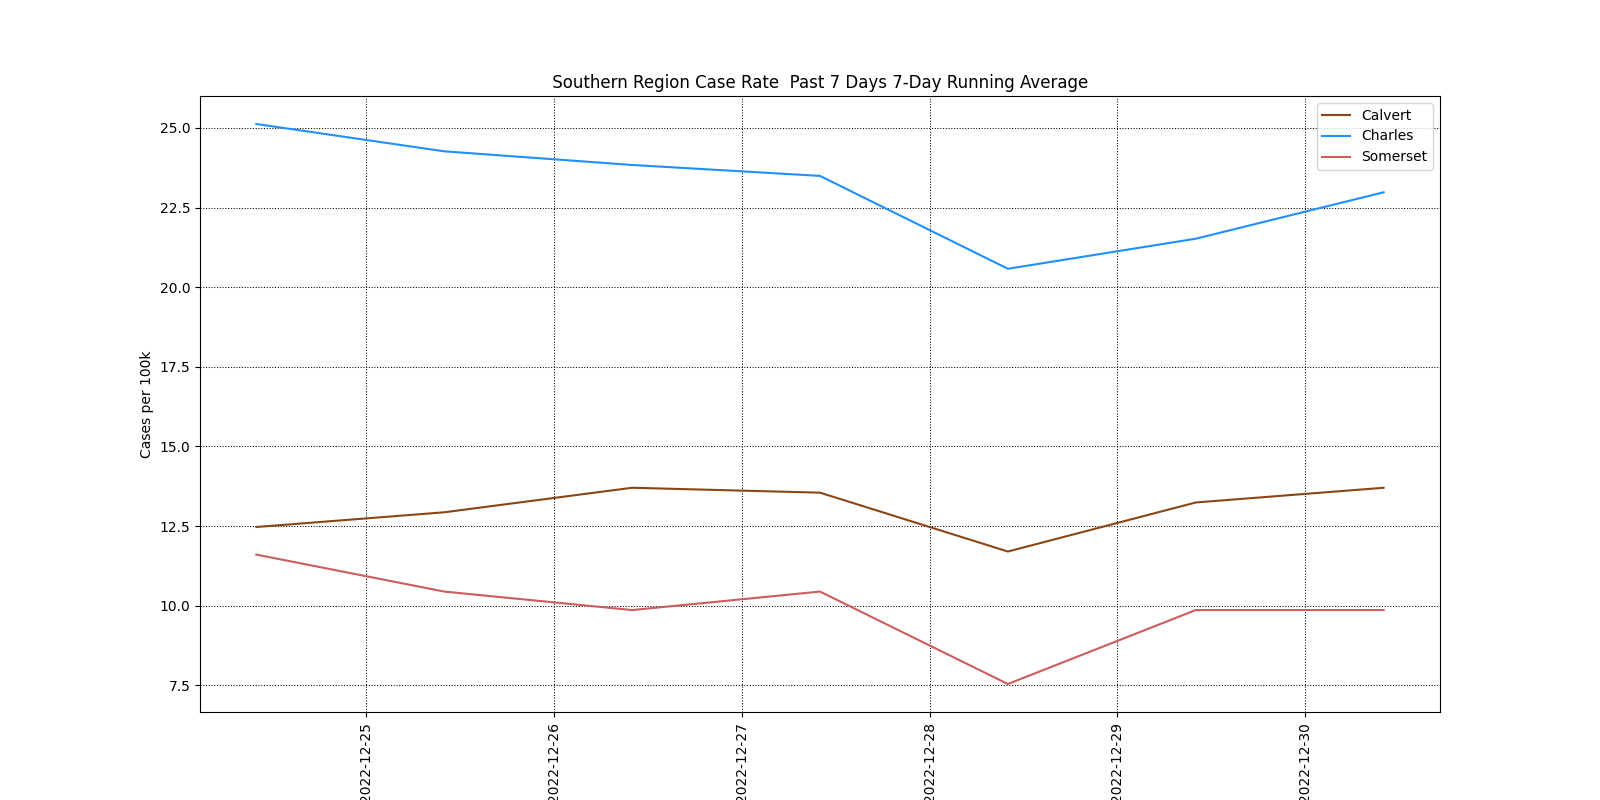 Southern Region Case Rate  Past 7 Days 7-Day Running Average
Calvert
Charles
Somerset
Cases per 100k
25.0
22.5
20.0
17.5
15.0
12.5
10.0
7.5
2022-12-25
2022-12-26
2022-12-27
2022-12-28
2022-12-29
2022-12-30